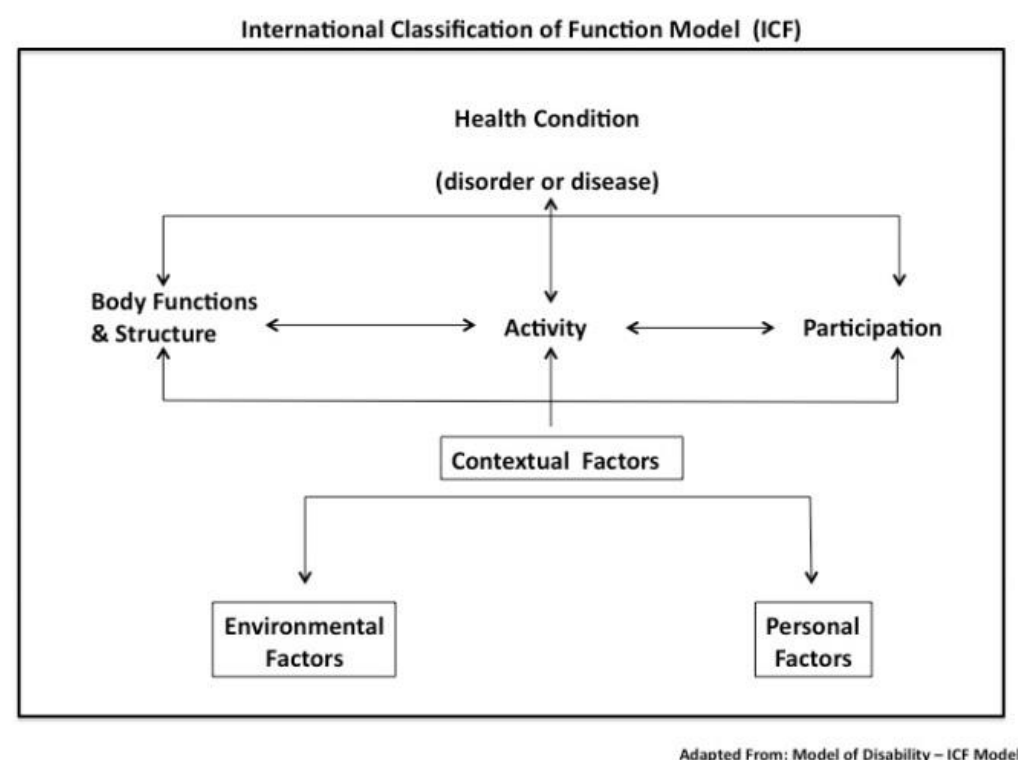 International Classification of Function Model (ICF)
Health Condition
(disorder or disease)
Body Functions
& Structure
Activity
Participation
Contextual Factors
Environmental
Factors
Personal
Factors
Adapted From: Model of Disability – ICF Model